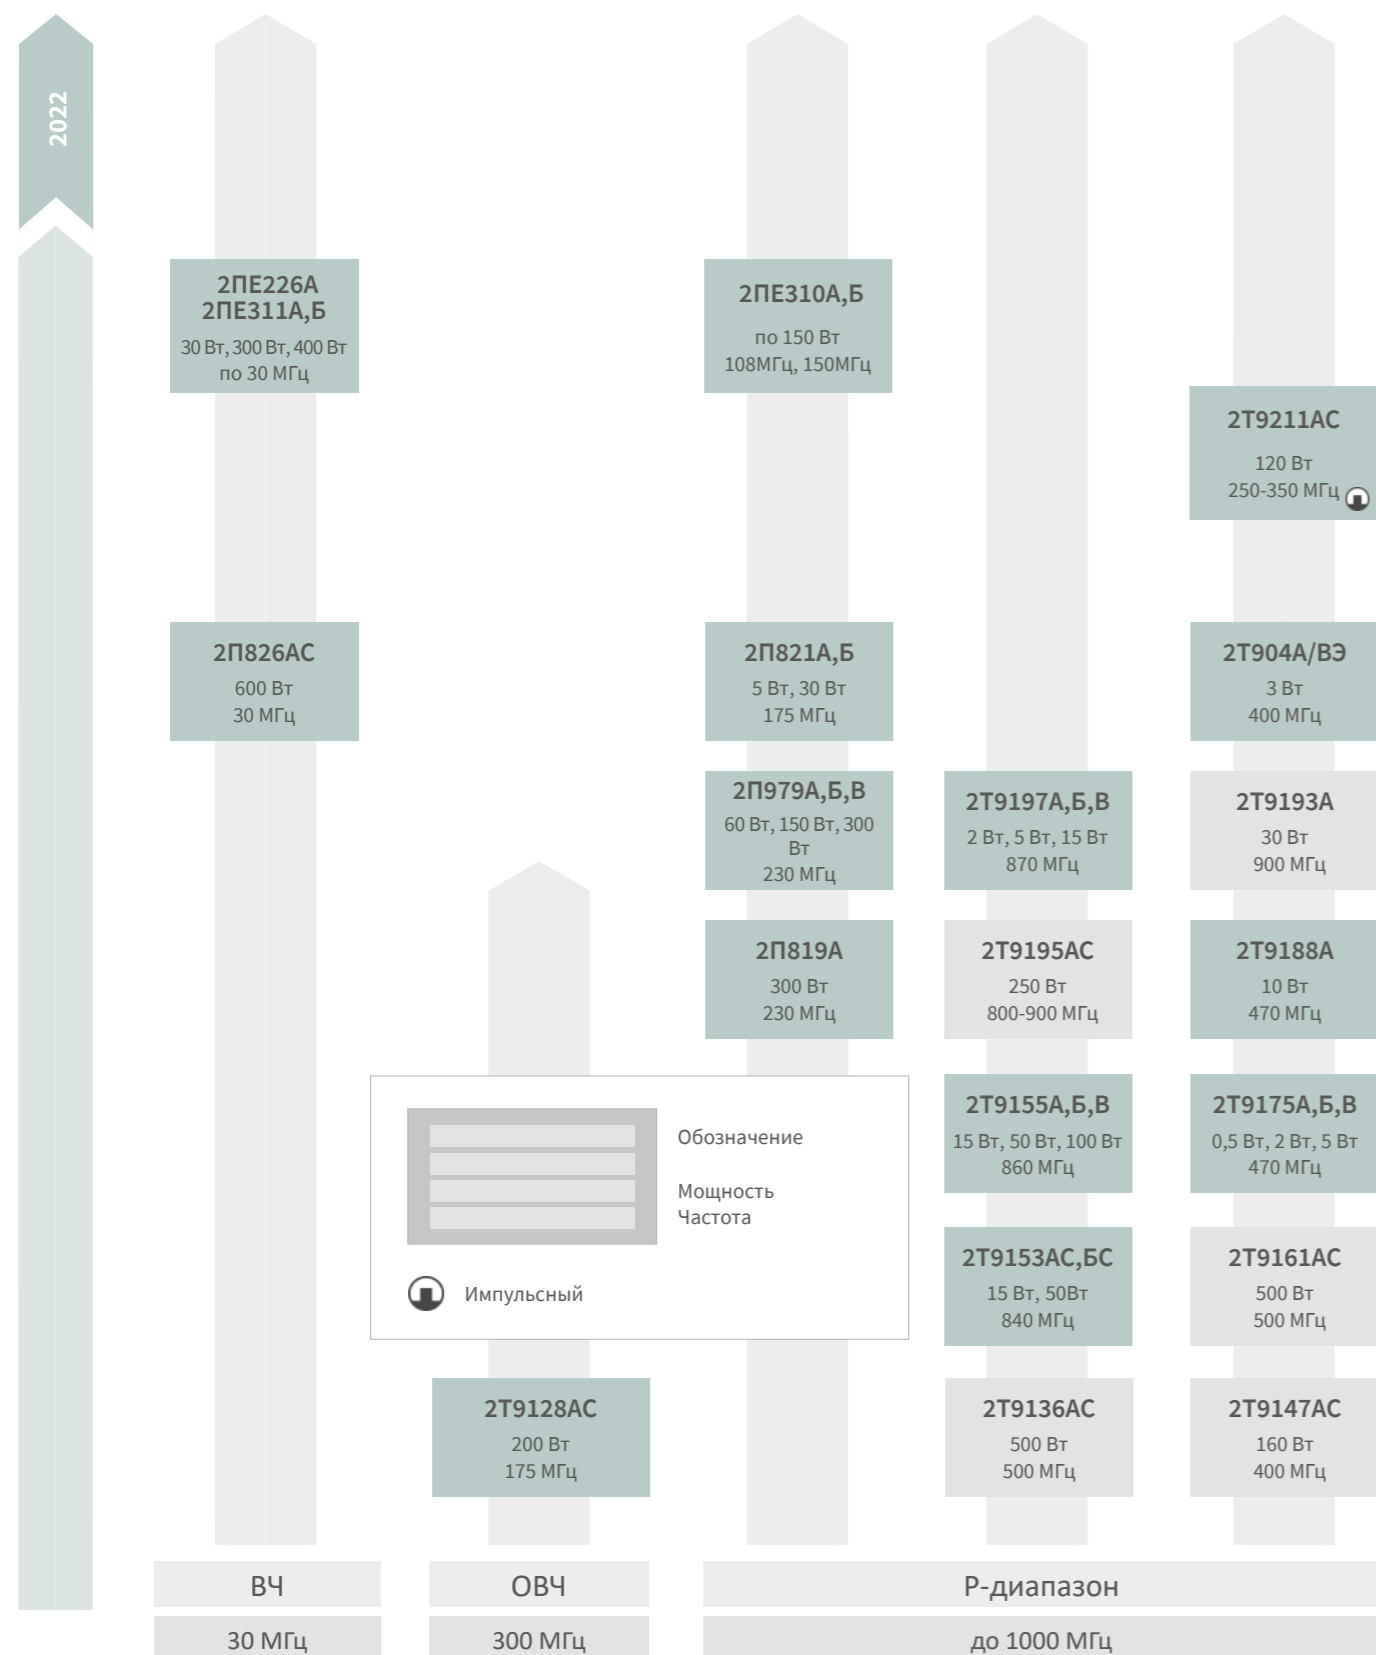 2022
2ПЕ226А
2ПЕ311А,Б
30 Вт, 300 Вт, 400 Вт
по 30 МГц
2ПЕ310А,Б
по 150 Вт
108МГц, 150МГц
2Т9211АС
120 Вт
250-350 МГц
2П826АС
600 Вт
30 МГц
2П821А,Б
5 Вт, 30 Вт
175 МГц
2Т904А/ВЭ
3 Вт
400 МГц
2П979А,Б,В
60 Вт, 150 Вт, 300
Вт
230 МГц
2Т9197А,Б,В
2 Вт, 5 Вт, 15 Вт
870 МГц
2Т9193А
30 Вт
900 МГц
2П819А
300 Вт
230 МГц
2Т9195АС
250 Вт
800-900 МГц
2Т9188А
10 Вт
470 МГц
Обозначение
Мощность
Частота
Импульсный
2Т9155А,Б,В
15 Вт, 50 Вт, 100 Вт
860 МГц
2Т9175А,Б,В
0,5 Вт, 2 Вт, 5 Вт
470 МГц
2Т9153АС,БС
15 Вт, 50Вт
840 МГц
2Т9161АС
500 Вт
500 МГц
2Т9128АС
200 Вт
175 МГц
2Т9136АС
500 Вт
500 МГц
2Т9147АС
160 Вт
400 МГц
ВЧ
ОВЧ
Р-диапазон
30 МГц
300 МГц
до 1000 МГц